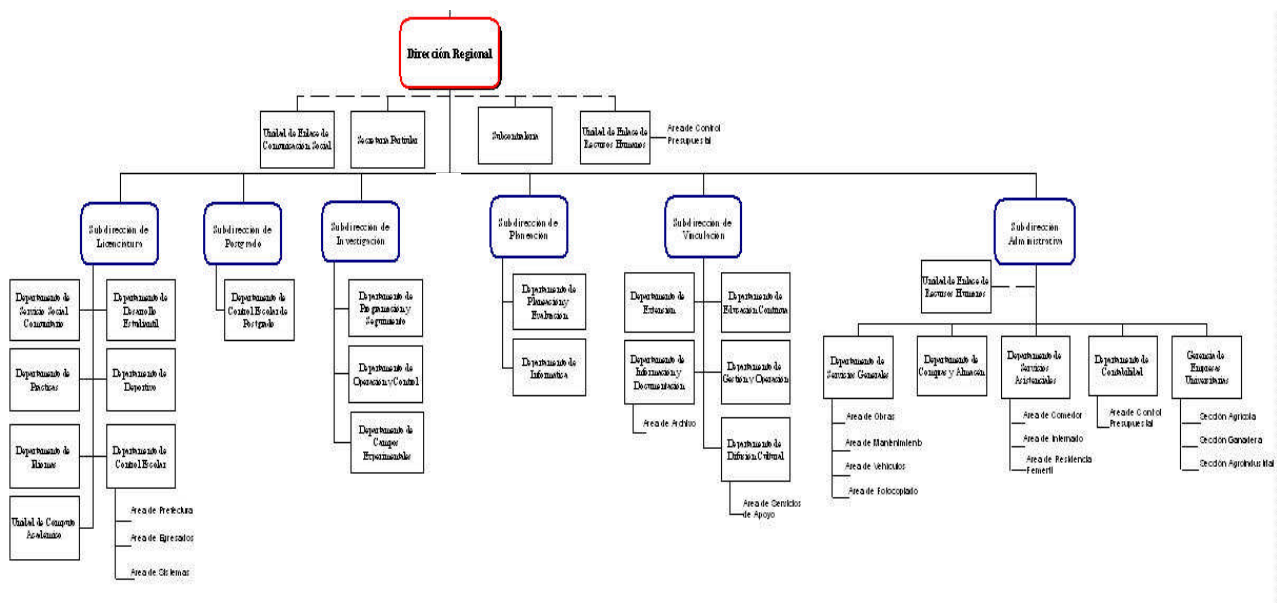 Dirección Regional
Unidad de Enlace de
Comunicación Social
Secretaria Particular
Subcontraloría
Unidad de Enlace de
Recursos Humanos
Area de Control
Presupuestal
Subdirección de
Licenciatura
Subdirección de
Postgrado
Subdirección de
Investigación
Subdirección de
Planeación
Subdirección de
Vinculación
Subdirección
Administrativa
Departamento de
Servicio Social
Comunitario
Departamento de
Desarrollo
Estudiantil
Departamento de
Practicas
Departamento de
Deportivo
Departamento de
Idiomas
Departamento de
Control Escolar
Unidad de Computo
Academico
Area de Prefectura
Area de Egresados
Area de Sistemas
Departamento de
Control Escolar de
Postgrado
Departamento de
Programación y
Seguimiento
Departamento de
Operación y Control
Departamento de
Campos
Experimentales
Departamento de
Planeación y
Evaluación
Departamento de
Informatica
Departamento de
Extensión
Departamento de
Educación Continua
Departamento de
Información y
Documentación
Departamento de
Gestión y Operación
Area de Archivo
Departamento de
Difusión Cultural
Area de Servicios
de Apoyo
Unidad de Enlace de
Recursos Humanos
Departamento de
Servicios Generales
Departamento de
Compras y Almacén
Departamento de
Servicios
Asistenciales
Departamento de
Contabilidad
Gerencia de
Empresas
Universitarias
Area de Obras
Area de Mantenimiento
Area de Vehículos
Area de Fotocopiado
Area de Comedor
Area de Internado
Area de Residencia
Femenil
Area de Control
Presupuestal
Sección Agricola
Sección Ganadera
Sección Agroindustrial